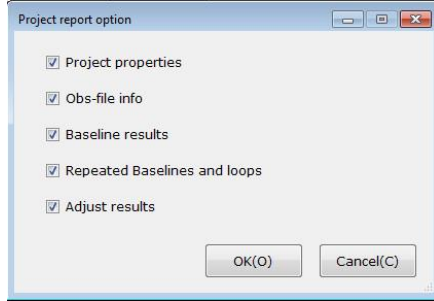 Project report option
Project properties
Obs-file info
Baseline results
Repeated Baselines and loops
Adjust results
OK(O)
Cancel(C)